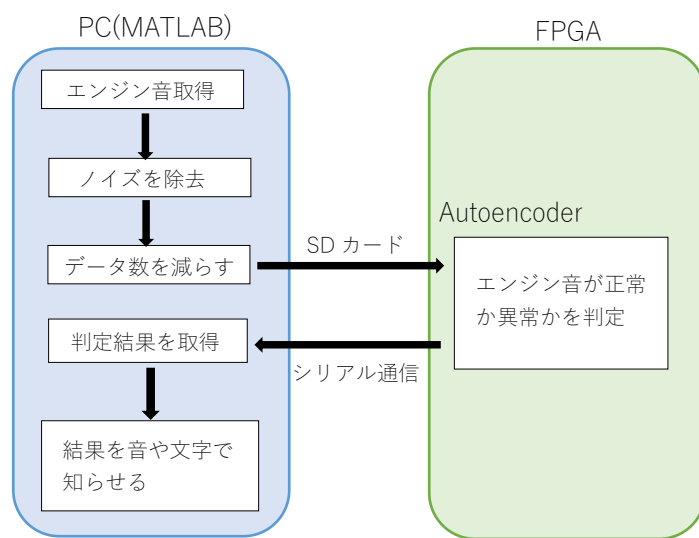 PC(MATLAB)
エンジン音取得
ノイズを除去
データ数を減らす
判定結果を取得
結果を音や文字で
知らせる
SD カード
シリアル通信
FPGA
Autoencoder
エンジン音が正常
か異常かを判定